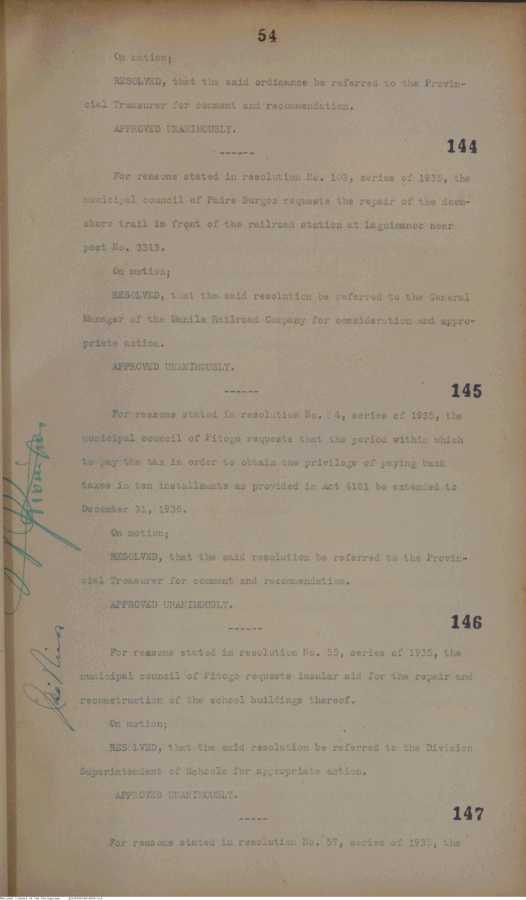 54
On motion;
RESOLVED, that the said ordinance be referred to the Provin-
cial Treasurer for comment and recommendation.
APPROVED UNANIMOUSLY.
------
144
For reasons stated in resolution No. series of 1935, the
municipal council of Padre Burgos requests the repair of the
trail in front of the railroad station at Laguimanoc near
post No. 3313.
On motion;
RESOLVED, that the said resolution be referred to the General
Manager of the Manila Railroad Company for consideration and appro-
priate action.
APPROVED UNANIMOUSLY.
------
145
For reasons stated in resolution No. series of 1935, the
municipal council of Pitogo requests that the period within which
to pay the tax in order to obtain the privilege of paying back
taxes in ten installments as provided in Act 4101 be extended to
December 31, 1936.
On motion;
RESOLVED, that the said resolution be referred to the Provin-
cial Treasurer for comment and recommendation.
APPROVED UNANIMOUSLY.
------
146
For reasons stated in resolution No. 55, series of 1935, the
municipal council of Pitogo requests insular aid for the repair and
reconstruction of the school buildings thereof.
On motion;
RESOLVED, that the said resolution be referred to the Division
Superintendent of Schools for appropriate action.
APPROVED UNANIMOUSLY.
-----
147
For reasons stated in resolution No. 57, series of 1935, the